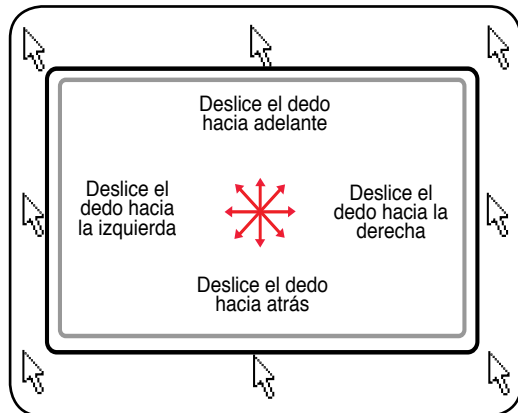 Deslice el dedo
hacia adelante
Deslice el
dedo hacia
la izquierda
Deslice el
dedo hacia la
derecha
Deslice el dedo
hacia atrás